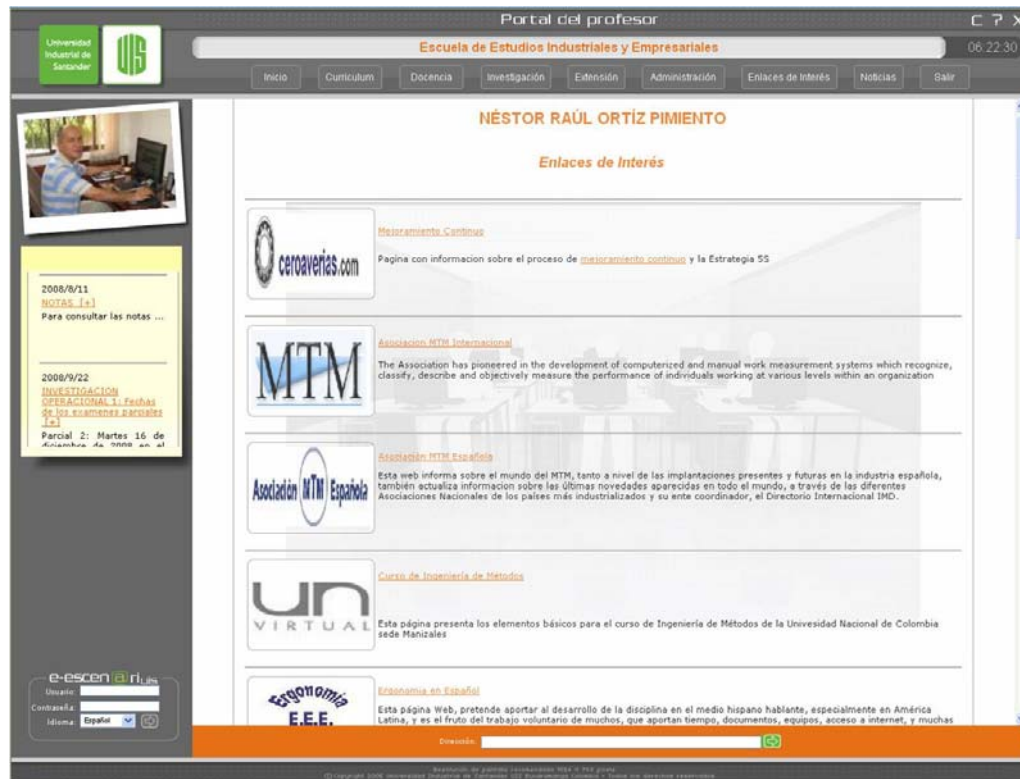 Portal del profesor
C ? X
Universidad
Industrial de
Santander
UIS
Escuela de Estudios Industriales y Empresariales
06:22:30
Inicio
Curriculum
Docencia
Investigación
Extensión
Administración
Enlaces de Interés
Noticias
Salir
NÉSTOR RAÚL ORTÍZ PIMIENTO
Enlaces de Interés
2008/8/11
NOTAS [+]
Para consultar las notas ...
2008/9/22
INVESTIGACION
OPERACIONAL 1: Fechas
de los examenes parciales
[+]
Parcial 2: Martes 16 de
diciembre de 2008 en el
ceroaverias.com
Mejoramiento Continuo
Pagina con informacion sobre el proceso de mejoramiento continuo y la Estrategia 5S
MTM
Asociacion MTM Internacional
The Association has pioneered in the development of computerized and manual work measurement systems which recognize,
classify, describe and objectively measure the performance of individuals working at various levels within an organization
Asociación MTM Española
Asociación MTM Española
Esta web informa sobre el mundo del MTM, tanto a nivel de las implantaciones presentes y futuras en la industria española,
también actualiza informacion sobre las últimas novedades aparecidas en todo el mundo, a través de las diferentes
Asociaciones Nacionales de los países más industrializados y su ente coordinador, el Directorio Internacional IMD.
un
VIRTUAL
Curso de Ingeniería de Métodos
Esta página presenta los elementos básicos para el curso de Ingeniería de Métodos de la Univesidad Nacional de Colombia
sede Manizales
Ergonomía
E.E.E.
Ergonomia en Español
Esta página Web, pretende aportar al desarrollo de la disciplina en el medio hispano hablante, especialmente en América
Latina, y es el fruto del trabajo voluntario de muchos, que aportan tiempo, documentos, equipos, acceso a internet, y muchas
e-escen@ri uis
Usuario:
Contraseña:
Idioma: Español
Dirección: